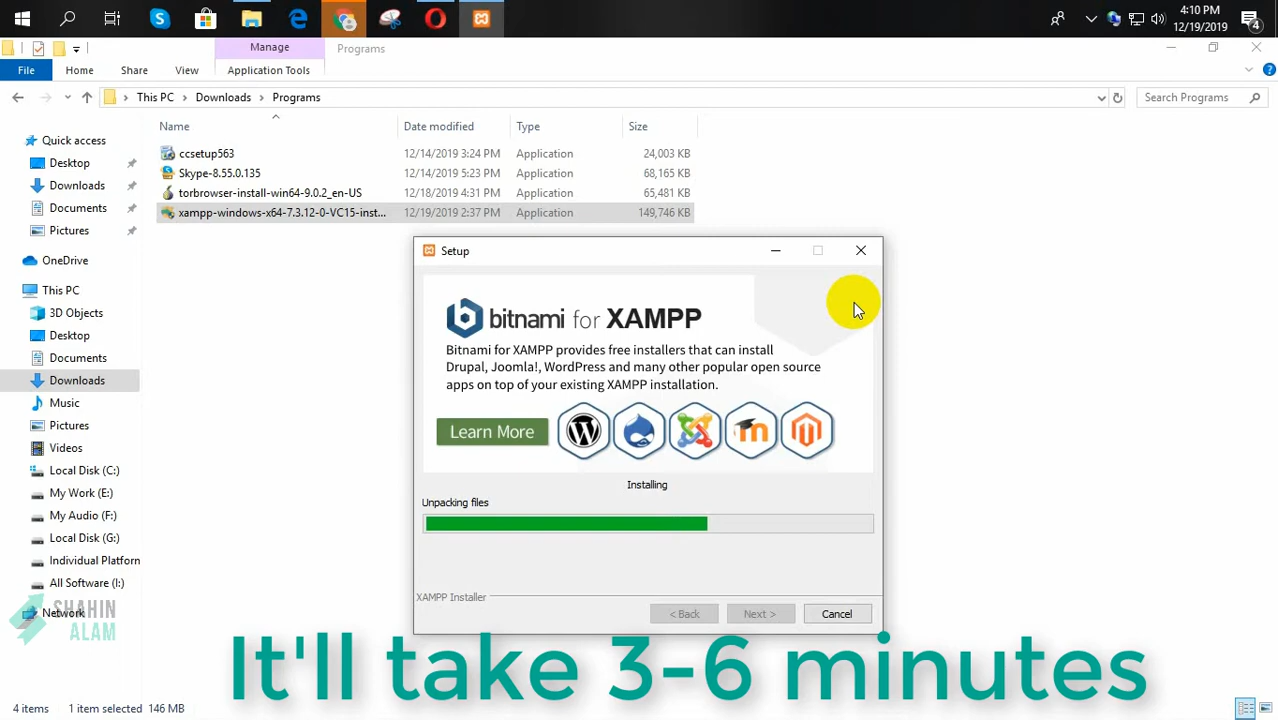 4:10 PM
12/19/2019
4
Manage
Programs
File
Home
Share
View
Application Tools
This PC
Downloads
Programs
Search Programs
Name
Date modified
Type
Size
Quick access
Desktop
Downloads
Documents
Pictures
OneDrive
This PC
3D Objects
Desktop
Documents
Downloads
Music
Pictures
Videos
Local Disk (C:)
My Work (E:)
My Audio (F:)
Local Disk (G:)
Individual Platforn
All Software (I:)
Network
ccsetup563 12/14/2019 3:24 PM Application 24,003 KB
Skype-8.55.0.135 12/14/2019 5:23 PM Application 68,165 KB
torbrowser-install-win64-9.0.2_en-US 12/18/2019 4:31 PM Application 65,481 KB
xampp-windows-x64-7.3.12-0-VC15-inst... 12/19/2019 2:37 PM Application 149,746 KB
Setup
bitnami for XAMPP
Bitnami for XAMPP provides free installers that can install
Drupal, Joomla!, WordPress and many other popular open source
apps on top of your existing XAMPP installation.
Learn More
Installing
Unpacking files
XAMPP Installer
< Back
Next >
Cancel
SHAHIN
ALAM
It'll take 3-6 minutes
4 items
1 item selected 146 MB